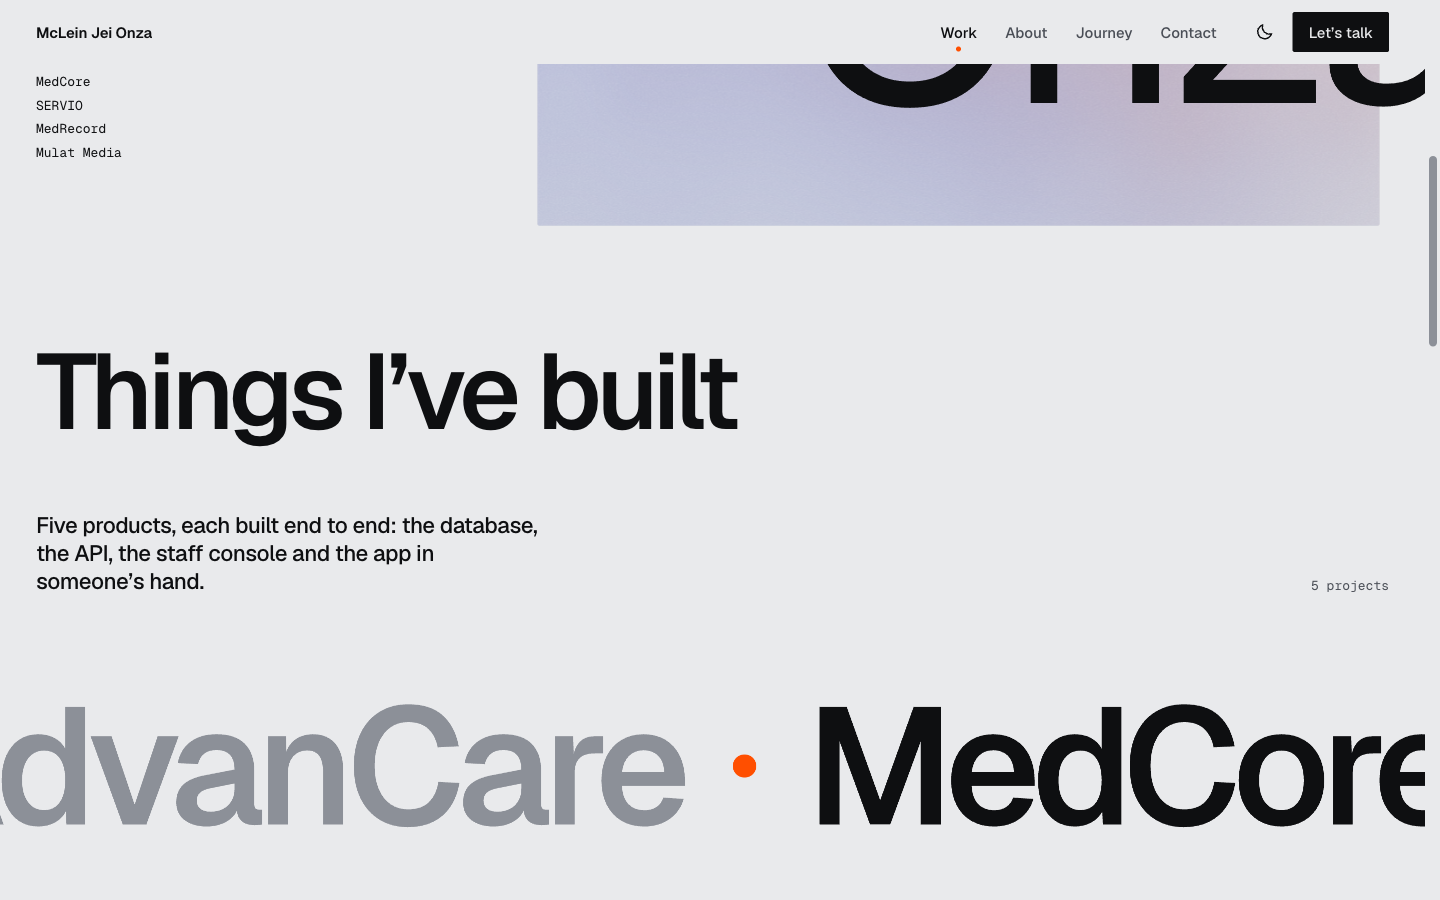 McLein Jei Onza
Work
About
Journey
Contact
Let's talk
Onza
MedCore
SERVIO
MedRecord
Mulat Media
Things I’ve built
Five products, each built end to end: the database,
the API, the staff console and the app in
someone’s hand.
5 projects
AdvanCare • MedCore